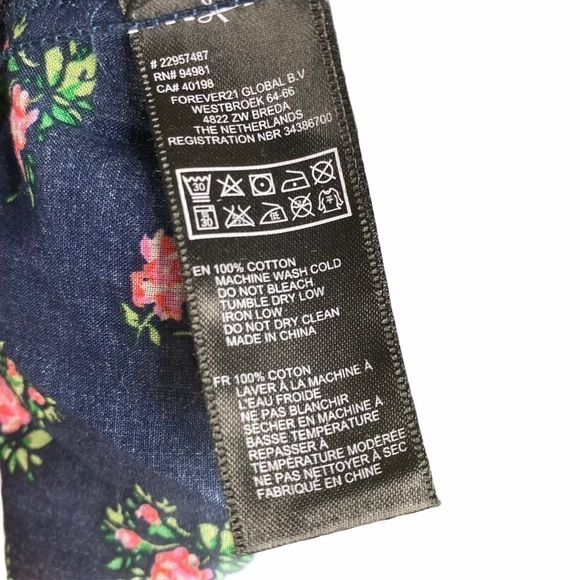 # 22957487
RN# 94981
CA# 40198
FOREVER21 GLOBAL B.V
WESTBROEK 64-66
4822 ZW BREDA
THE NETHERLANDS
REGISTRATION NBR 34386700
30
30
EN 100% COTTON
MACHINE WASH COLD
DO NOT BLEACH
TUMBLE DRY LOW
IRON LOW
DO NOT DRY CLEAN
MADE IN CHINA
FR 100% COTON
LAVER À LA MACHINE À
L'EAU FROIDE
NE PAS BLANCHIR
SÉCHER EN MACHINE À
BASSE TEMPÉRATURE
REPASSER À
TEMPÉRATURE MODÉRÉE
NE PAS NETTOYER À SEC
FABRIQUÉ EN CHINE